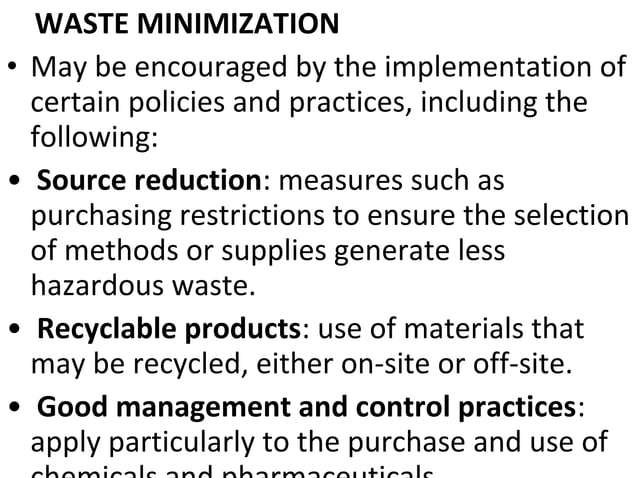 WASTE MINIMIZATION
• May be encouraged by the implementation of
certain policies and practices, including the
following:
• Source reduction: measures such as
purchasing restrictions to ensure the selection
of methods or supplies generate less
hazardous waste.
• Recyclable products: use of materials that
may be recycled, either on-site or off-site.
• Good management and control practices:
apply particularly to the purchase and use of
chemicals and pharmaceuticals